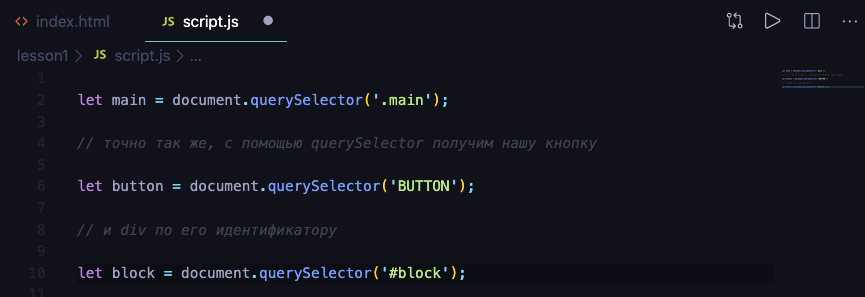 <> index.html JS script.js
lesson1 > JS script.js > ...
1
2 let main = document.querySelector('.main');
3
4 // точно так же, с помощью querySelector получим нашу кнопку
5
6 let button = document.querySelector('BUTTON');
7
8 // и div по его идентификатору
9
10 let block = document.querySelector('#block');
11